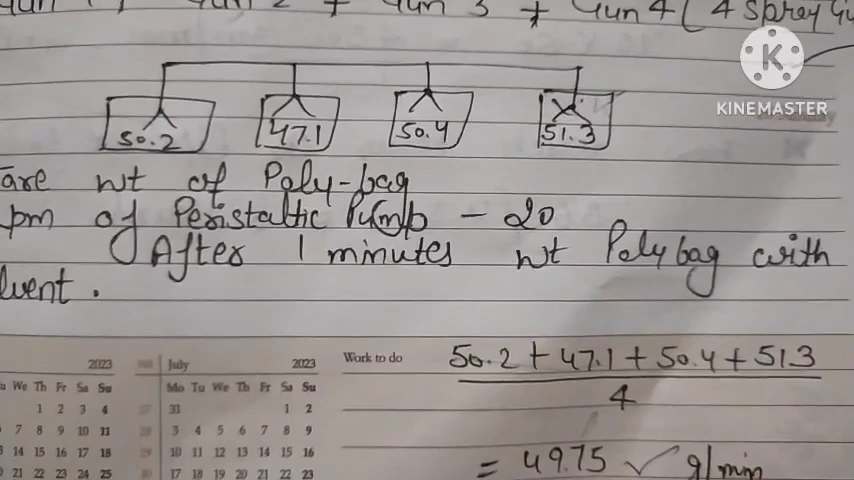 Gun 2 + Gun 3 + Gun 4 ( 4 Spray
KINEMASTER
50.2 47.1 50.4 51.3
are wt of Poly-bag
pm of Peristaltic Pump - 20
After 1 minutes wt Polybag with
lvent.
2023 July 2023 Work to do
50.2 + 47.1 + 50.4 + 51.3
We Th Fr Sa Su Mo Tu We Th Fr Sa Su
4
1 2 3 4 31 1 2
7 8 9 10 11 3 4 5 6 7 8 9
14 15 16 17 18 10 11 12 13 14 15 16
= 49.75 ✓ g/min
21 22 23 24 25 17 18 19 20 21 22 23